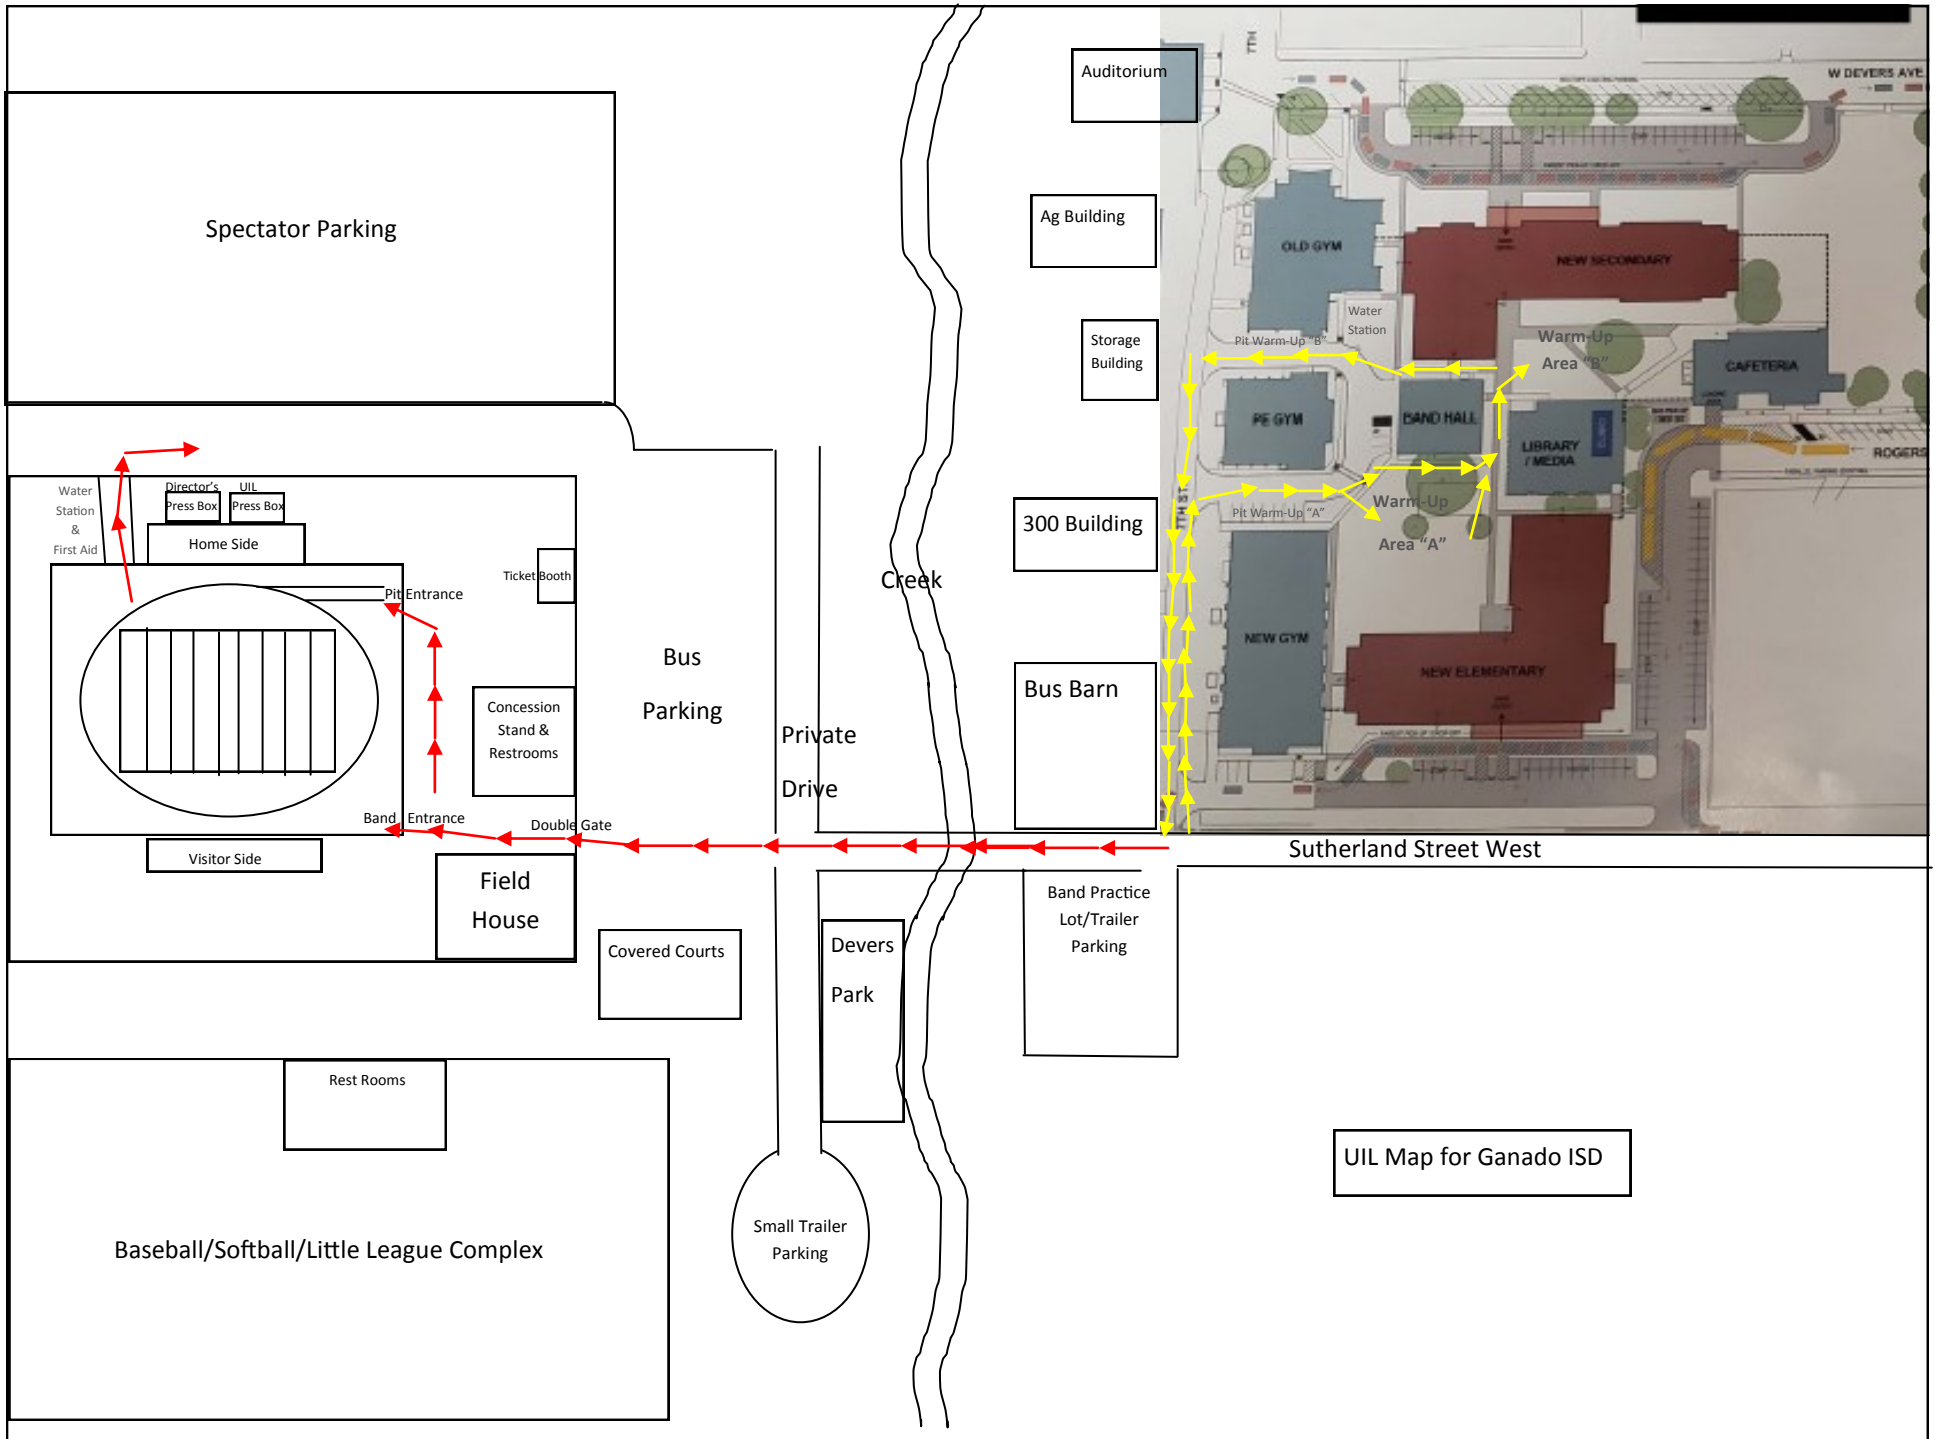 7TH
W DEVERS AVE.
Auditorium
Spectator Parking
Ag Building
OLD GYM
NEW SECONDARY
Water
Station
Storage
Building
Pit Warm-Up "B"
Warm-Up
Area "B"
CAFETERIA
PE GYM
BAND HALL
LIBRARY
/ MEDIA
ROGERS
Water
Station
&
First Aid
Director's
Press Box
UIL
Press Box
Home Side
300 Building
7TH ST
Pit Warm-Up "A"
Warm-Up
Area "A"
Ticket Booth
Creek
Pit Entrance
NEW GYM
Bus
Parking
Bus Barn
NEW ELEMENTARY
Concession
Stand &
Restrooms
Private
Drive
Band Entrance
Double Gate
Visitor Side
Sutherland Street West
Field
House
Band Practice
Lot/Trailer
Parking
Covered Courts
Devers
Park
Rest Rooms
UIL Map for Ganado ISD
Small Trailer
Parking
Baseball/Softball/Little League Complex